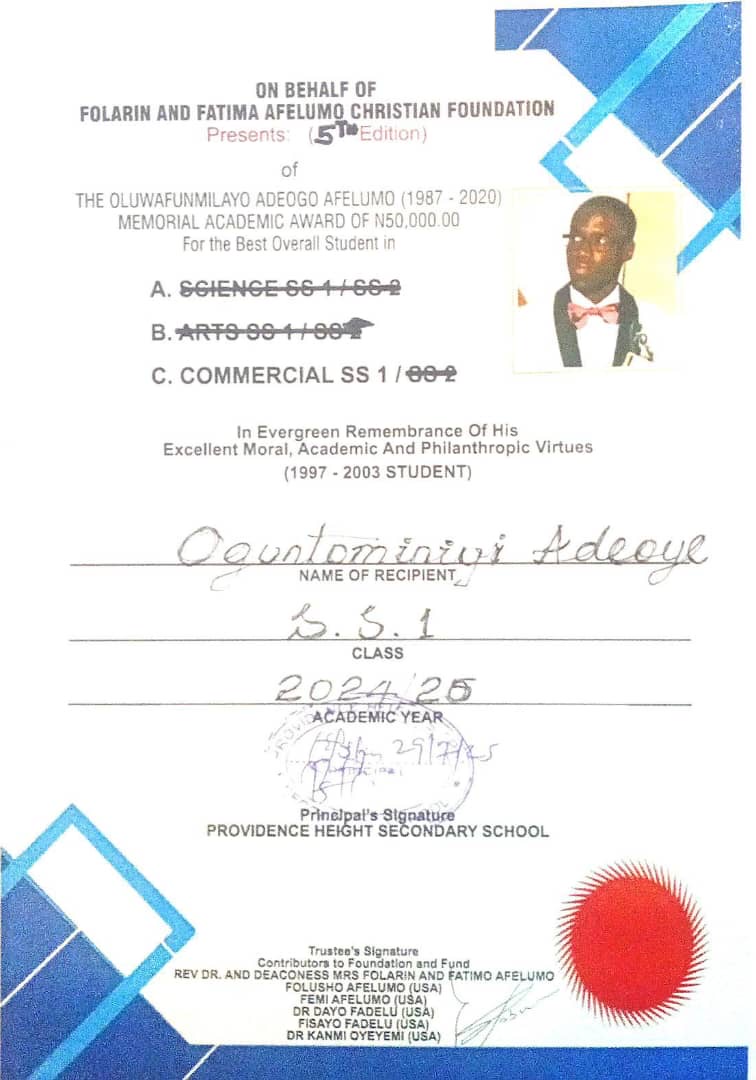 ON BEHALF OF
FOLARIN AND FATIMA AFELUMO CHRISTIAN FOUNDATION
Presents: (5TH Edition)
of
THE OLUWAFUNMILAYO ADEOGO AFELUMO (1987 - 2020)
MEMORIAL ACADEMIC AWARD OF N50,000.00
For the Best Overall Student in
A. SCIENCE SS 1 / SS 2
B. ARTS SS 1 / SS 2
C. COMMERCIAL SS 1 / SS 2
In Evergreen Remembrance Of His
Excellent Moral, Academic And Philanthropic Virtues
(1997 - 2003 STUDENT)
Oguntominiyi Adeoye
NAME OF RECIPIENT
S.S.1
CLASS
2024/25
ACADEMIC YEAR
29/7/25
PRINCIPAL
Principal's Signature
PROVIDENCE HEIGHT SECONDARY SCHOOL
Trustee's Signature
Contributors to Foundation and Fund
REV DR. AND DEACONESS MRS FOLARIN AND FATIMO AFELUMO
FOLUSHO AFELUMO (USA)
FEMI AFELUMO (USA)
DR DAYO FADELU (USA)
FISAYO FADELU (USA)
DR KANMI OYEYEMI (USA)